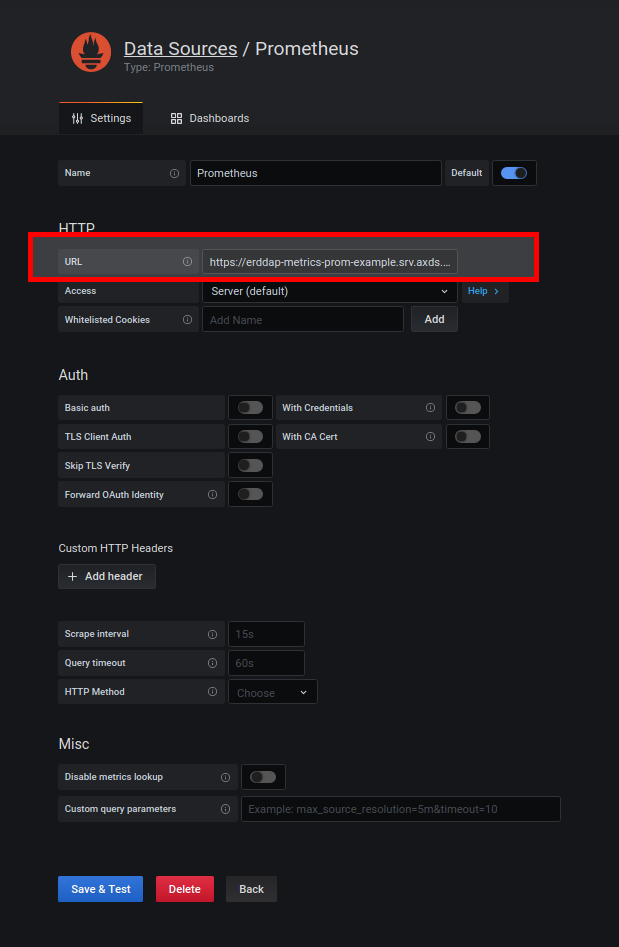 Data Sources / Prometheus
Type: Prometheus
Settings Dashboards
Name Prometheus Default
HTTP
URL https://erddap-metrics-prom-example.srv.axds....
Access Server (default) Help >
Whitelisted Cookies Add Name Add
Auth
Basic auth With Credentials
TLS Client Auth With CA Cert
Skip TLS Verify
Forward OAuth Identity
Custom HTTP Headers
+ Add header
Scrape interval 15s
Query timeout 60s
HTTP Method Choose
Misc
Disable metrics lookup
Custom query parameters Example: max_source_resolution=5m&timeout=10
Save & Test Delete Back